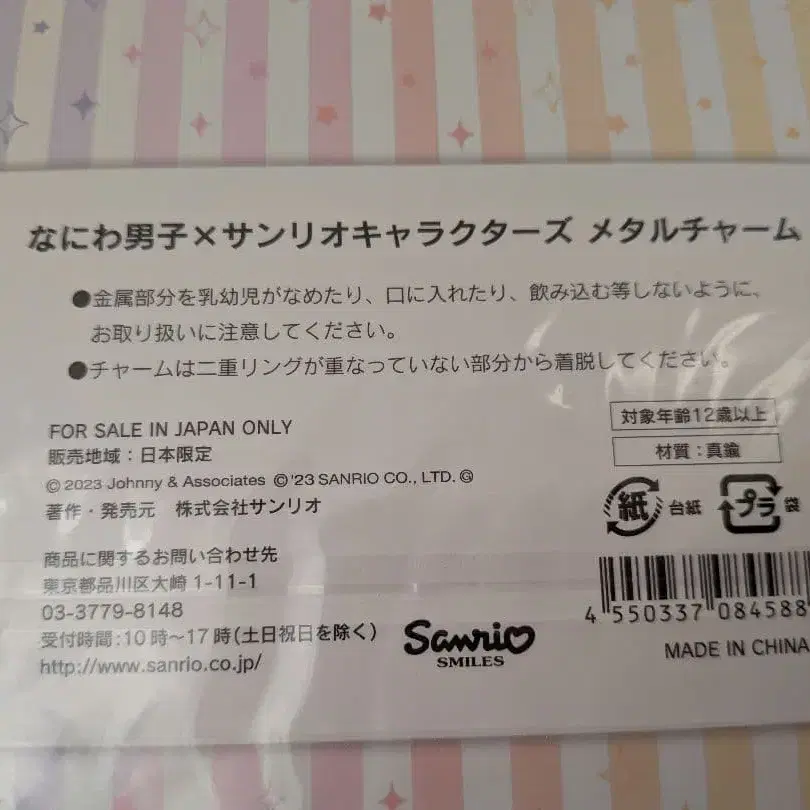 なにわ男子×サンリオキャラクターズ メタルチャーム
●金属部分を乳幼児がなめたり、口に入れたり、飲み込む等しないように、
お取り扱いに注意してください。
●チャームは二重リングが重なっていない部分から着脱してください。
FOR SALE IN JAPAN ONLY
販売地域：日本限定
© 2023 Johnny & Associates ©'23 SANRIO CO., LTD. Ⓖ
著作・発売元 株式会社サンリオ
対象年齢12歳以上
材質：真鍮
紙 台紙 プラ 袋
商品に関するお問い合わせ先
東京都品川区大崎 1-11-1
03-3779-8148
受付時間：10時～17時（土日祝日を除く）
http://www.sanrio.co.jp/
Sanrio
SMILES
4 550337 084588
MADE IN CHINA